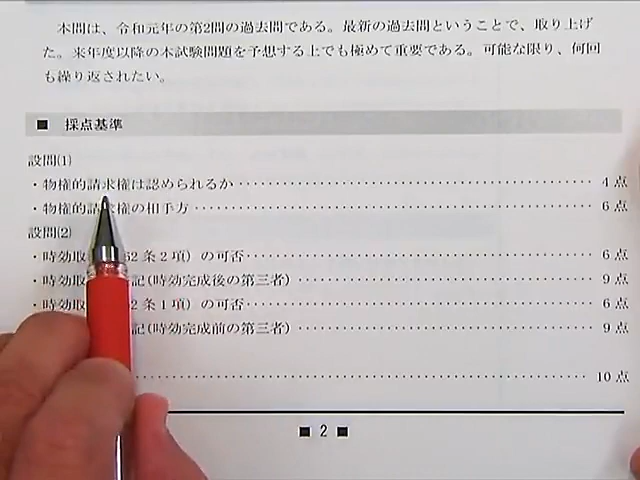 本問は、令和元年の第2問の過去問である。最新の過去問ということで、取り上げ
た。来年度以降の本試験問題を予想する上でも極めて重要である。可能な限り、何回
も繰り返されたい。
■ 採点基準
設問(1)
・物権的請求権は認められるか ………… 4点
・物権的請求権の相手方 ………… 6点
設問(2)
・時効取 62条2項）の可否 ………… 6点
・時効 記(時効完成後の第三者) ………… 9点
・時効取 2条1項）の可否 ………… 6点
記(時効完成前の第三者) ………… 9点
………… 10点
■ 2 ■